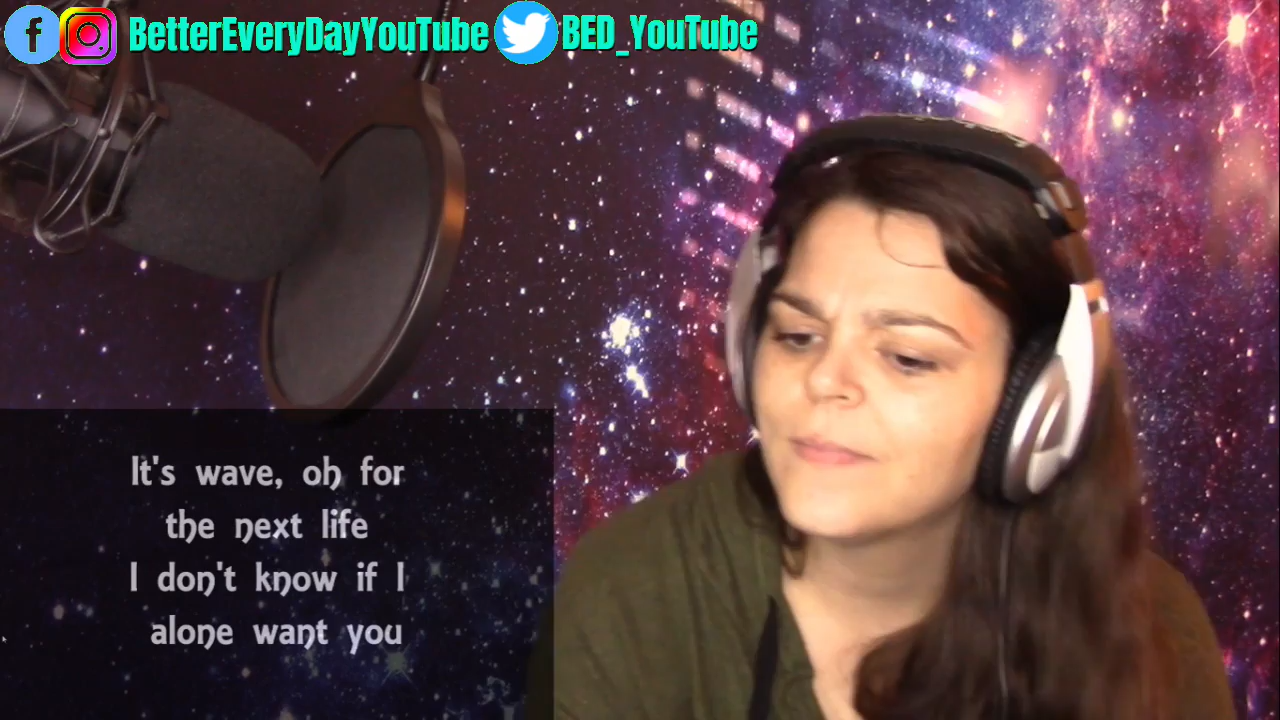 BetterEveryDayYouTube BED_YouTube
It's wave, oh for
the next life
I don't know if I
alone want you